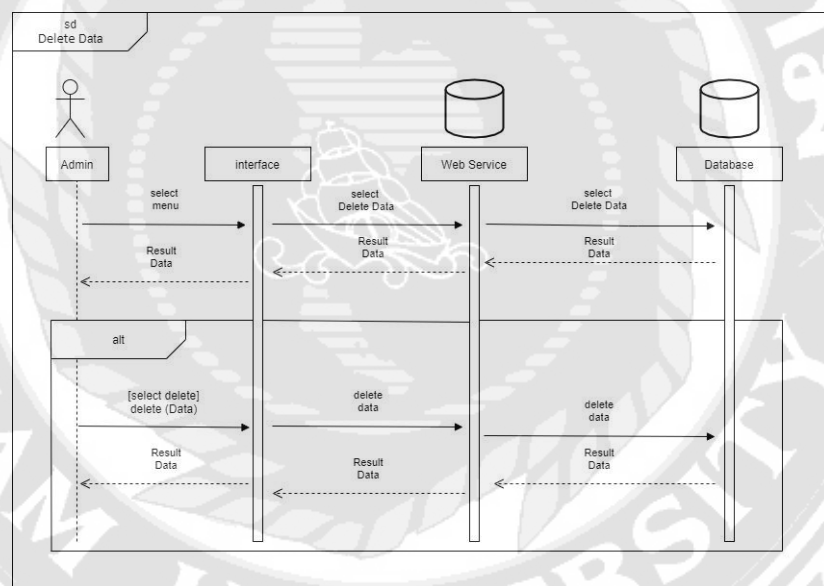 sd
Delete Data
Admin
interface
Web Service
Database
select
menu
select
Delete Data
select
Delete Data
Result
Data
Result
Data
Result
Data
alt
[select delete]
delete (Data)
delete
data
delete
data
Result
Data
Result
Data
Result
Data